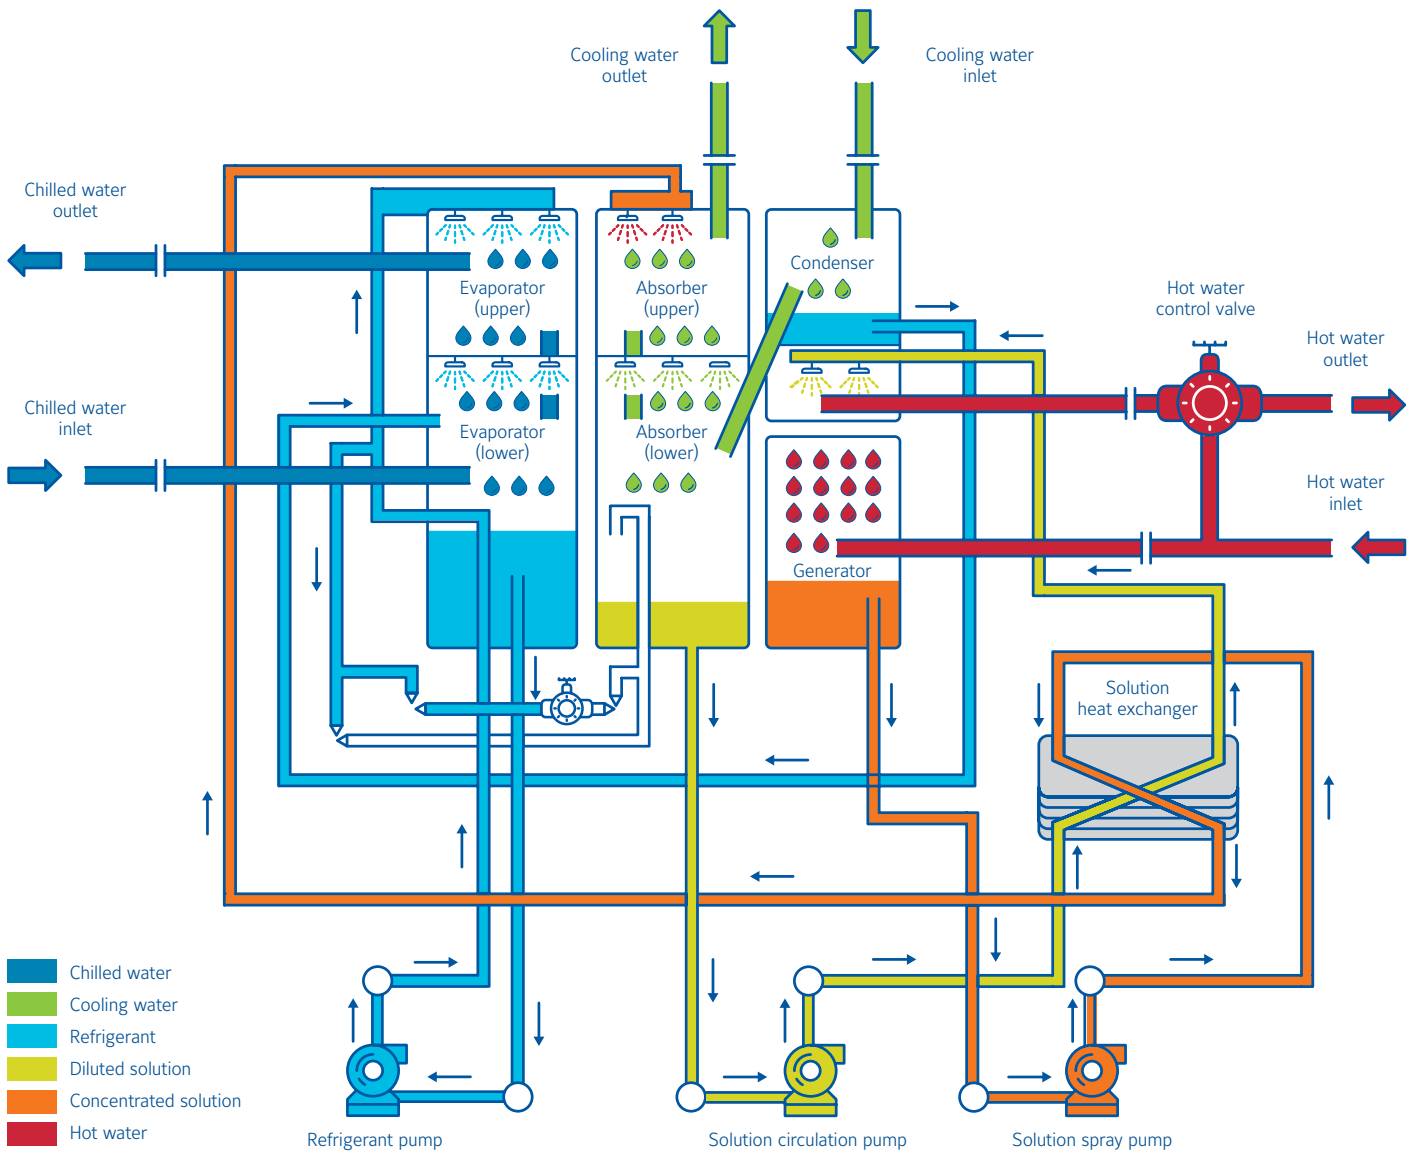 Cooling water
outlet
Cooling water
inlet
Chilled water
outlet
Evaporator
(upper)
Absorber
(upper)
Condenser
Hot water
control valve
Hot water
outlet
Chilled water
inlet
Evaporator
(lower)
Absorber
(lower)
Hot water
inlet
Generator
Solution
heat exchanger
Chilled water
Cooling water
Refrigerant
Diluted solution
Concentrated solution
Hot water
Refrigerant pump
Solution circulation pump
Solution spray pump